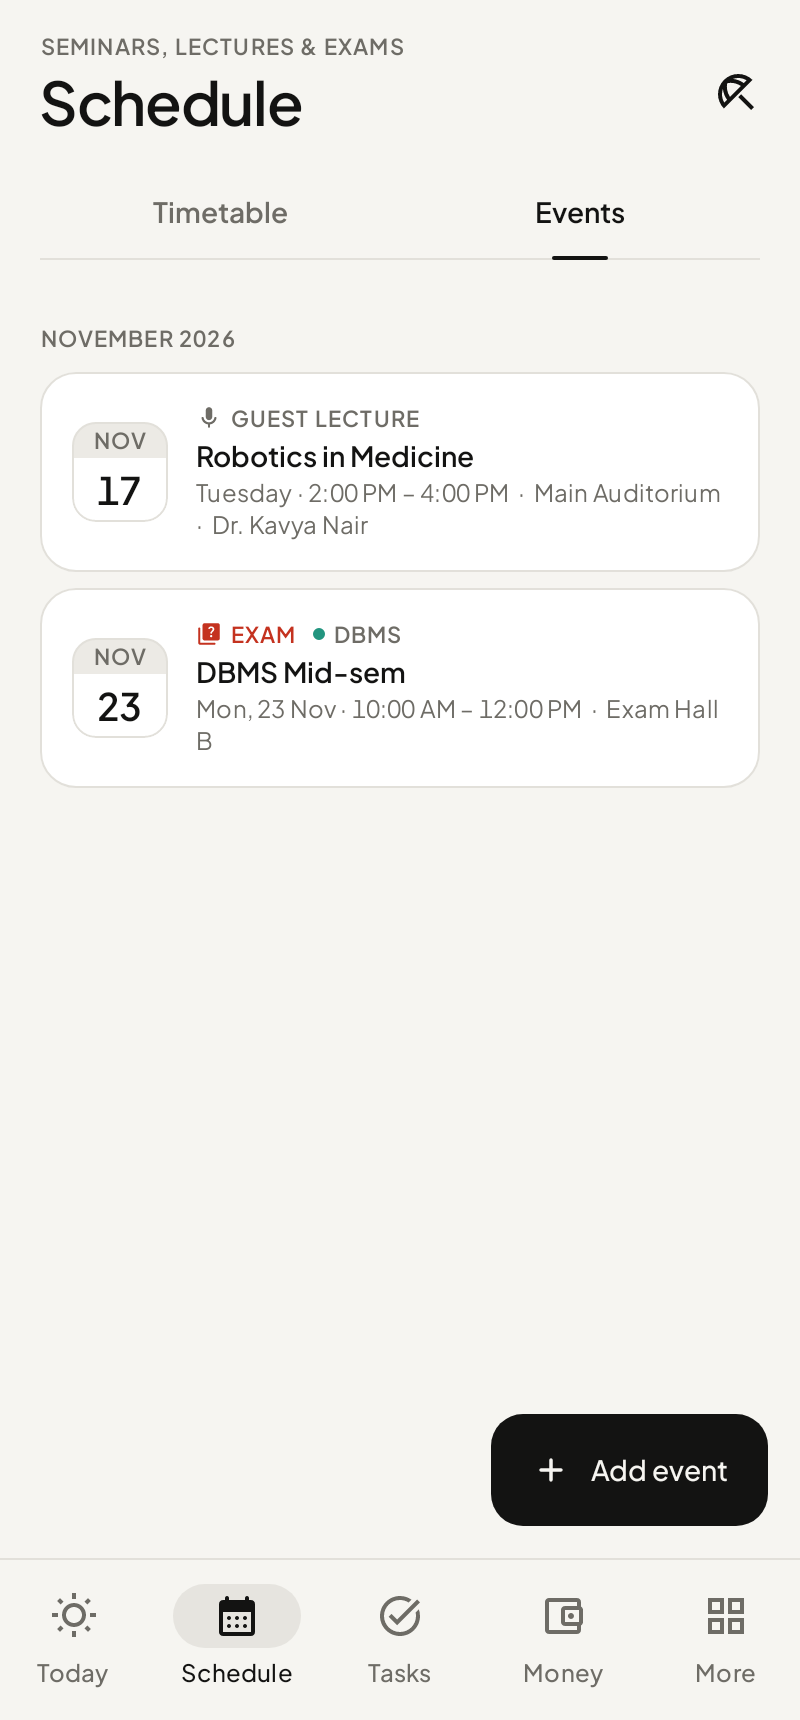 SEMINARS, LECTURES & EXAMS
Schedule
Timetable
Events
NOVEMBER 2026
NOV
17
GUEST LECTURE
Robotics in Medicine
Tuesday · 2:00 PM – 4:00 PM · Main Auditorium
· Dr. Kavya Nair
NOV
23
EXAM
DBMS
DBMS Mid-sem
Mon, 23 Nov · 10:00 AM – 12:00 PM · Exam Hall
B
+ Add event
Today
Schedule
Tasks
Money
More